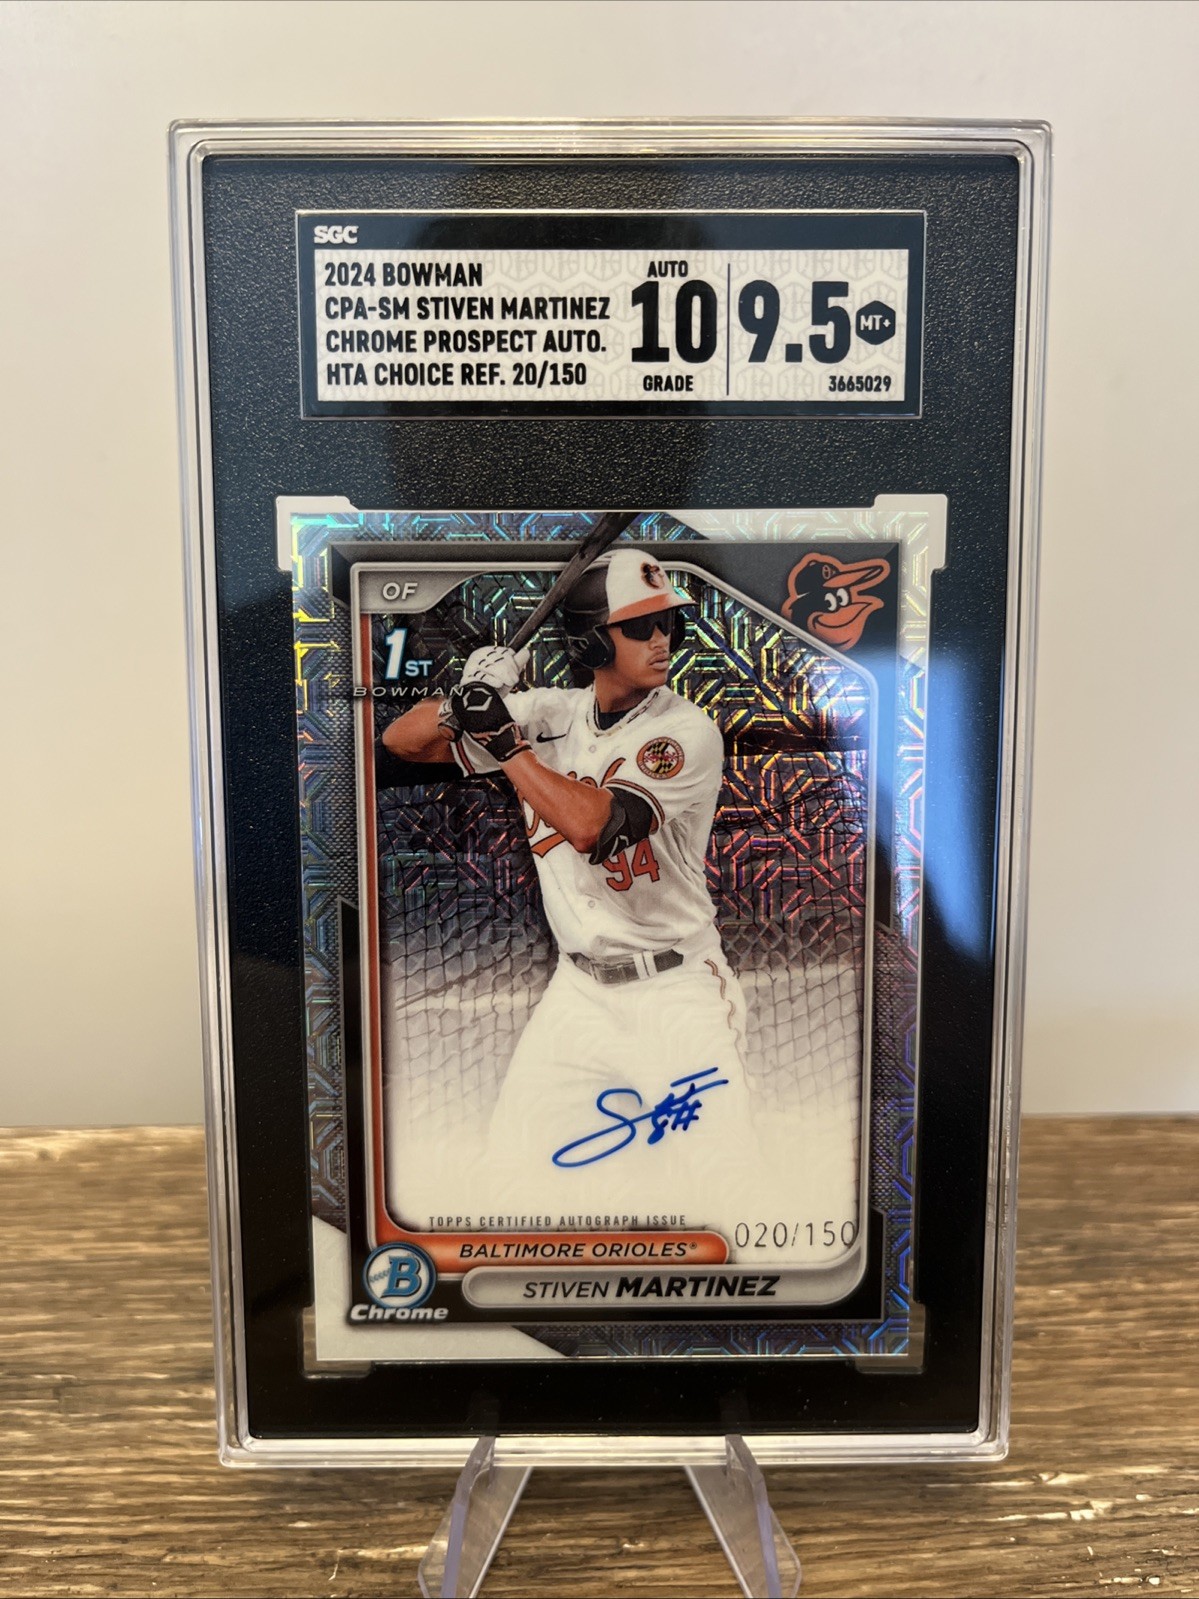 SGC
2024 BOWMAN
CPA-SM STIVEN MARTINEZ
CHROME PROSPECT AUTO.
HTA CHOICE REF. 20/150
AUTO
10
GRADE
9.5
MT+
3665029
OF
1ST
BOWMAN
94
TOPPS CERTIFIED AUTOGRAPH ISSUE
020/150
BALTIMORE ORIOLES®
STIVEN MARTINEZ
B
Chrome